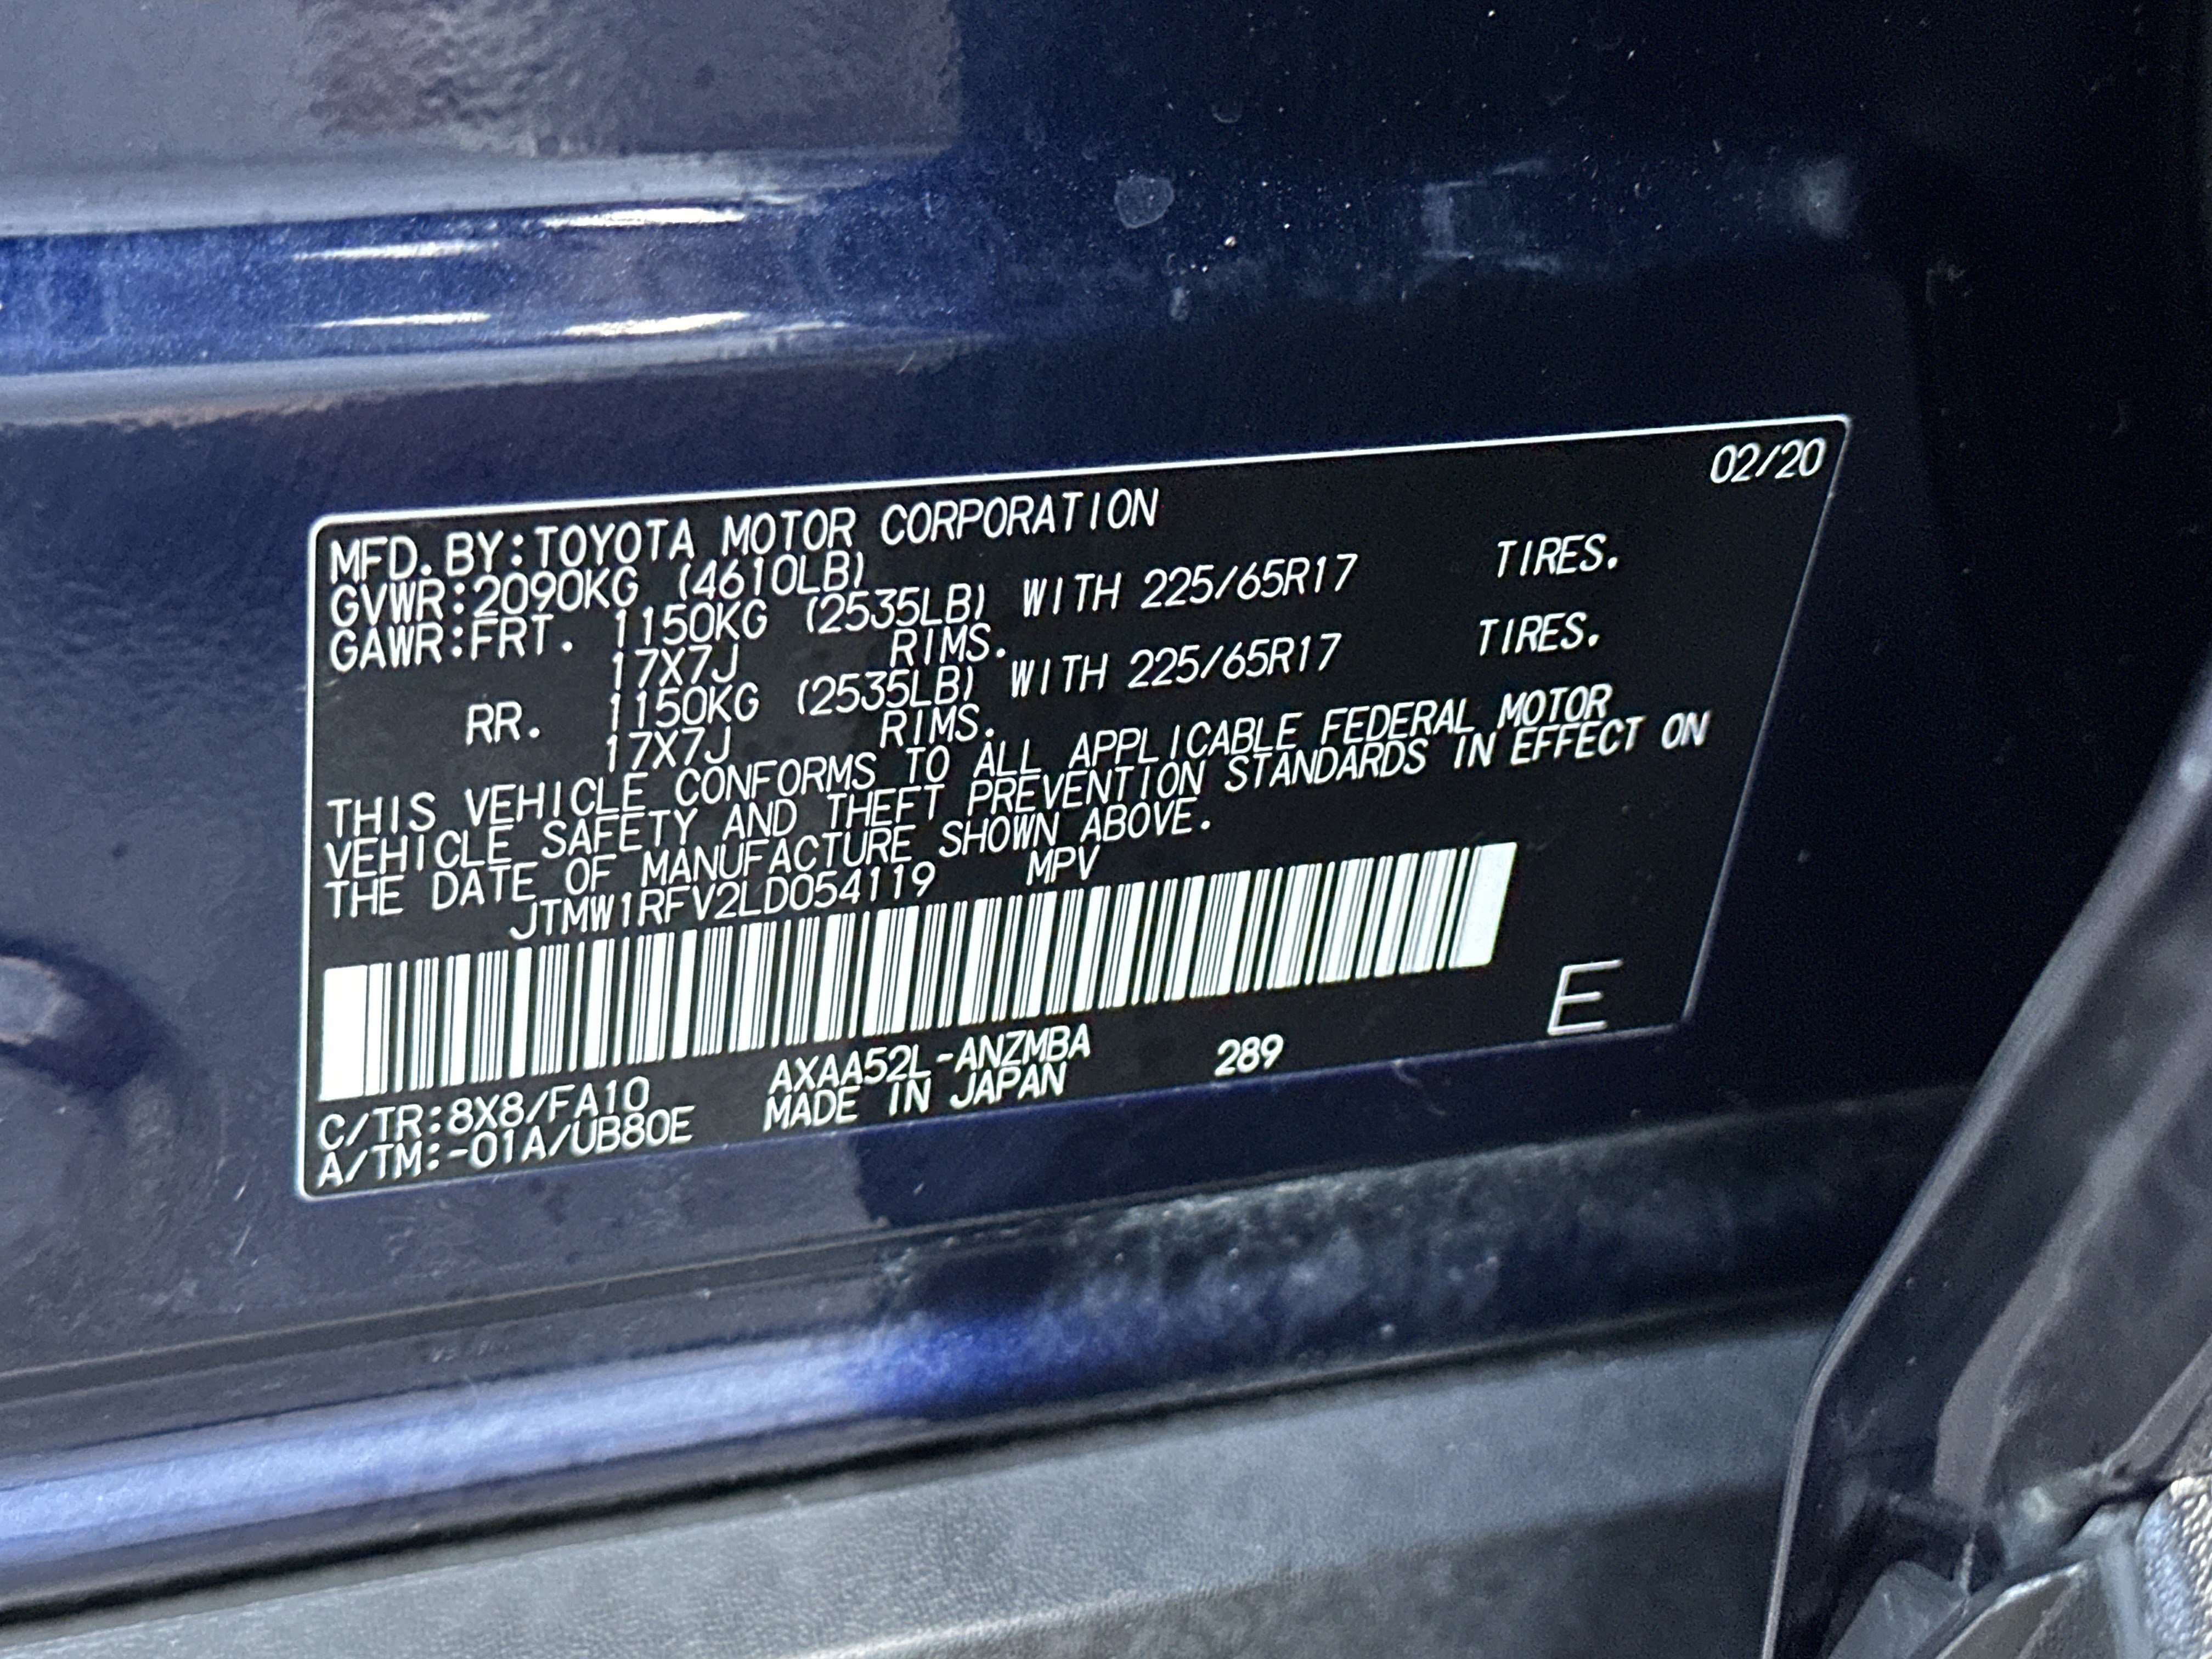 02/20
MFD.BY:TOYOTA MOTOR CORPORATION
GVWR:2090KG (4610LB)
GAWR:FRT. 1150KG (2535LB) WITH 225/65R17 TIRES.
17X7J RIMS.
RR. 1150KG (2535LB) WITH 225/65R17 TIRES.
17X7J RIMS.
THIS VEHICLE CONFORMS TO ALL APPLICABLE FEDERAL MOTOR
VEHICLE SAFETY AND THEFT PREVENTION STANDARDS IN EFFECT ON
THE DATE OF MANUFACTURE SHOWN ABOVE.
JTMW1RFV2LD054119 MPV
E
C/TR:8X8/FA10 AXAA52L-ANZMBA 289
A/TM:-01A/UB80E MADE IN JAPAN